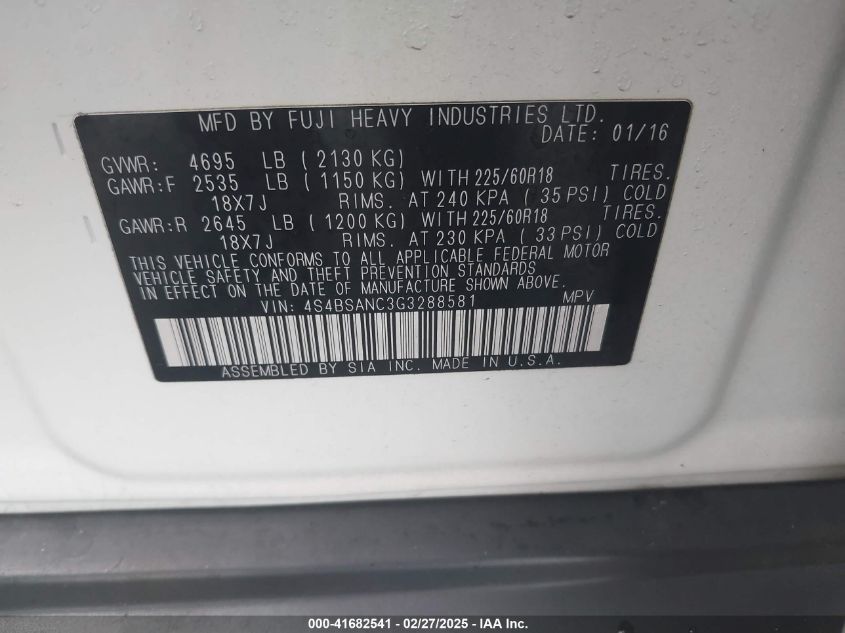 MFD BY FUJI HEAVY INDUSTRIES LTD.
DATE: 01/16
GVWR: 4695 LB ( 2130 KG)
GAWR:F 2535 LB ( 1150 KG) WITH 225/60R18 TIRES.
18X7J RIMS. AT 240 KPA ( 35 PSI) COLD
GAWR:R 2645 LB ( 1200 KG) WITH 225/60R18 TIRES.
18X7J RIMS. AT 230 KPA ( 33 PSI) COLD
THIS VEHICLE CONFORMS TO ALL APPLICABLE FEDERAL MOTOR
VEHICLE SAFETY AND THEFT PREVENTION STANDARDS
IN EFFECT ON THE DATE OF MANUFACTURE SHOWN ABOVE.
VIN: 4S4BSANC3G3288581 MPV
ASSEMBLED BY SIA INC. MADE IN U.S.A.
000-41682541 - 02/27/2025 - IAA Inc.